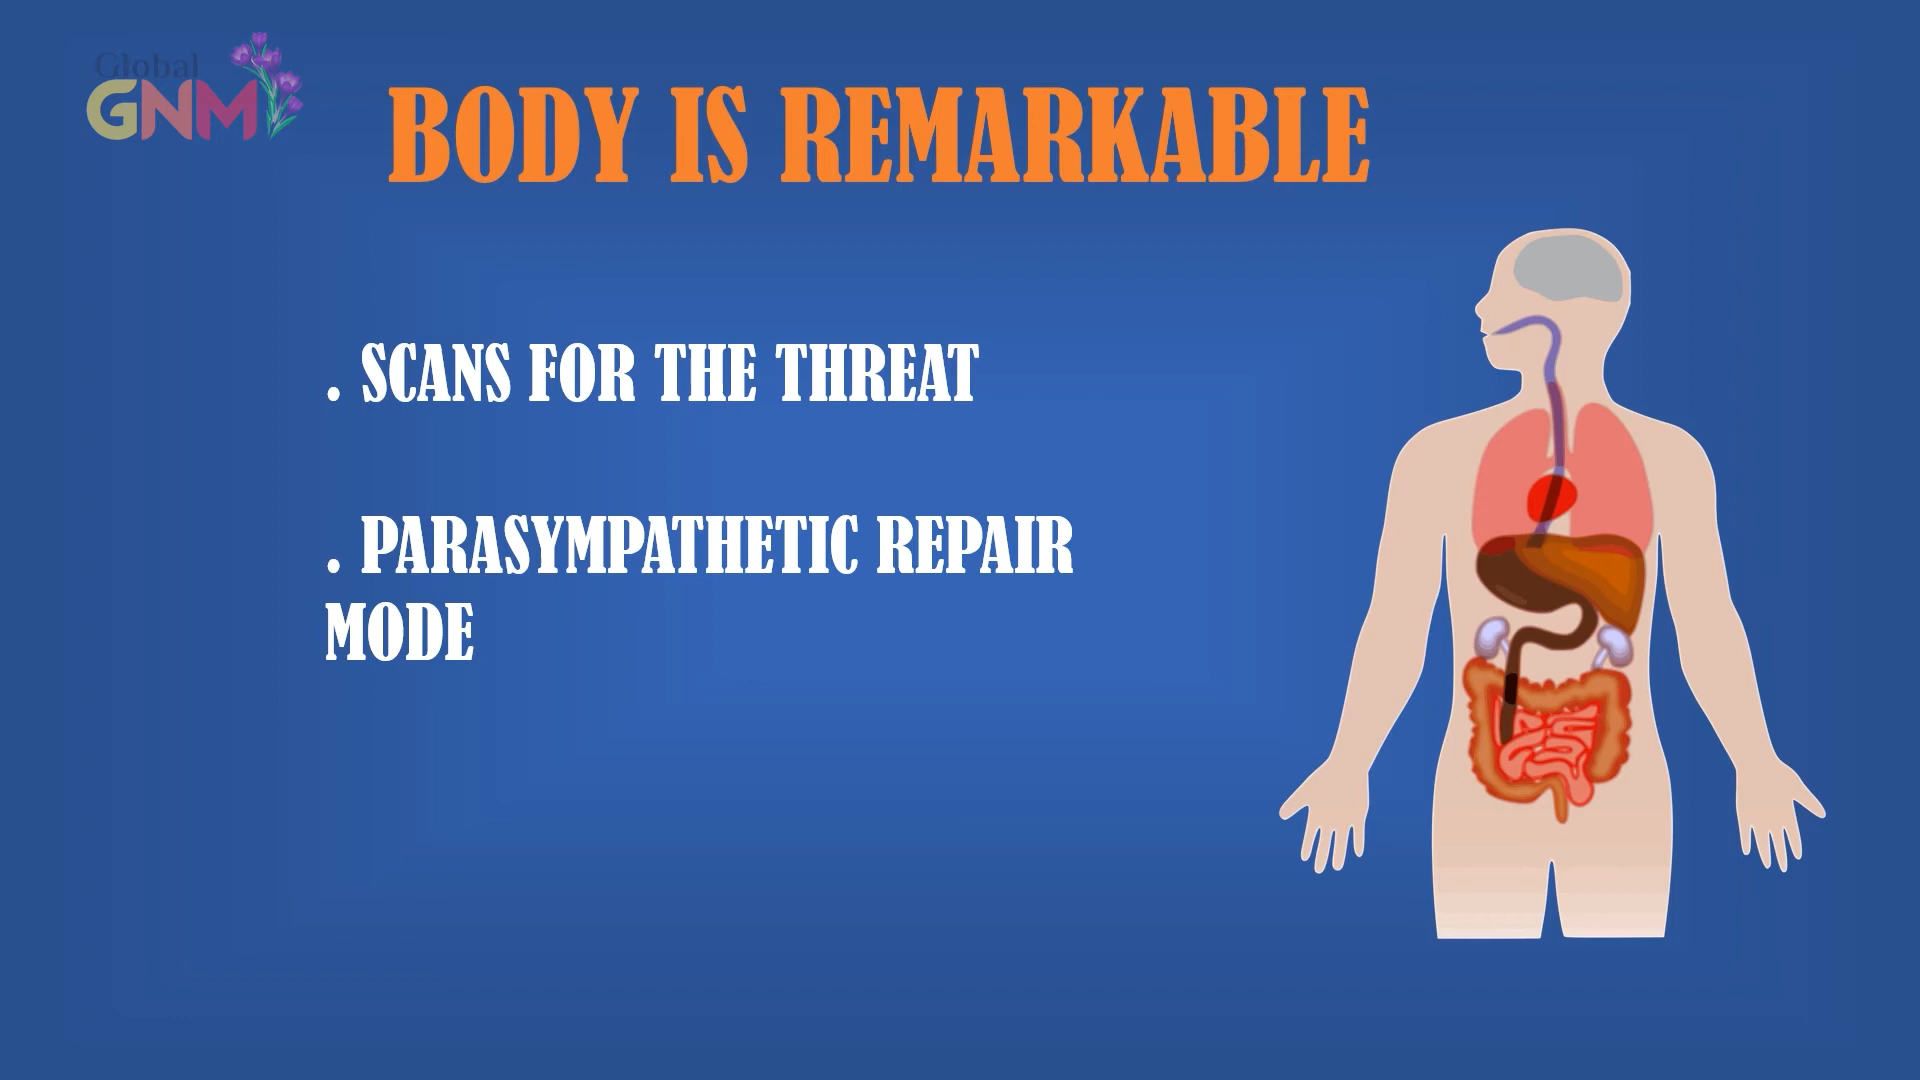 Global
GNM
BODY IS REMARKABLE
. SCANS FOR THE THREAT
. PARASYMPATHETIC REPAIR
MODE